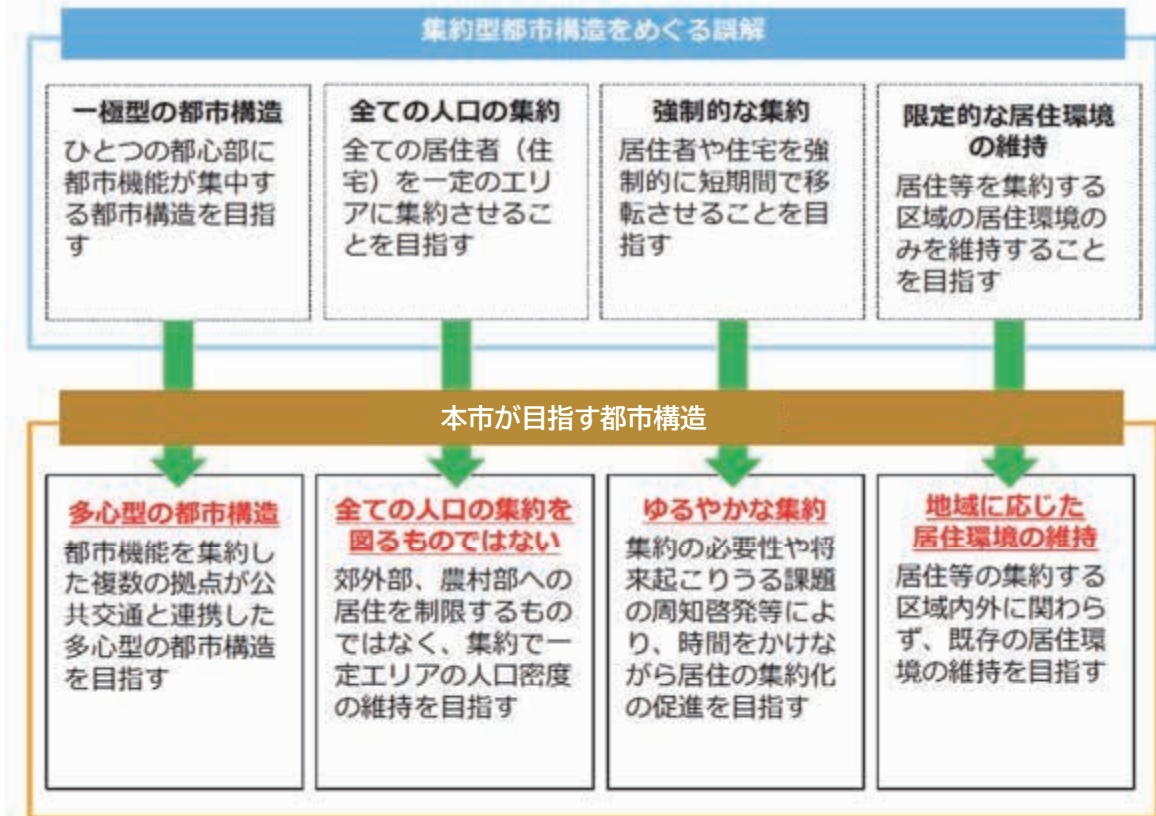 集約型都市構造をめぐる誤解
一極型の都市構造
ひとつの都心部に
都市機能が集中す
る都市構造を目指
す
全ての人口の集約
全ての居住者（住
宅）を一定のエリ
アに集約させるこ
とを目指す
強制的な集約
居住者や住宅を強
制的に短期間で移
転させることを目
指す
限定的な居住環境
の維持
居住等を集約する
区域の居住環境の
みを維持すること
を目指す
本市が目指す都市構造
多心型の都市構造
都市機能を集約し
た複数の拠点が公
共交通と連携した
多心型の都市構造
を目指す
全ての人口の集約を
図るものではない
郊外部、農村部への
居住を制限するもの
ではなく、集約で一
定エリアの人口密度
の維持を目指す
ゆるやかな集約
集約の必要性や将
来起こりうる課題
の周知啓発等によ
り、時間をかけな
がら居住の集約化
の促進を目指す
地域に応じた
居住環境の維持
居住等の集約する
区域内外に関わら
ず、既存の居住環
境の維持を目指す